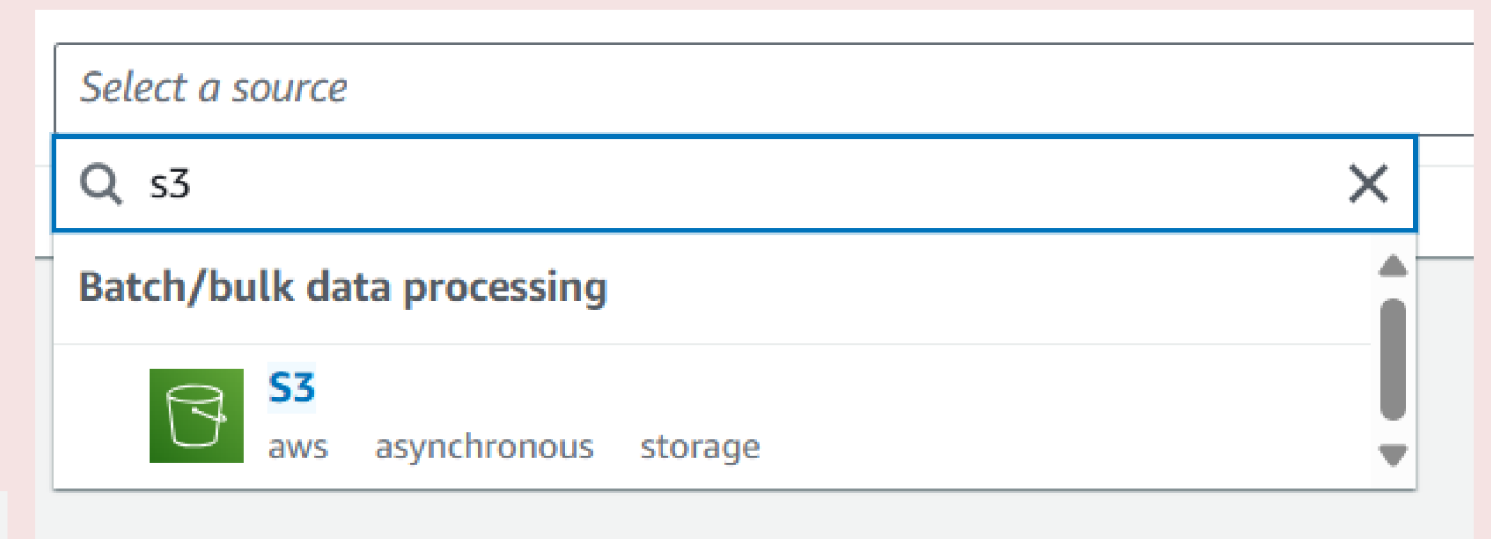 Select a source
s3
Batch/bulk data processing
S3
aws asynchronous storage